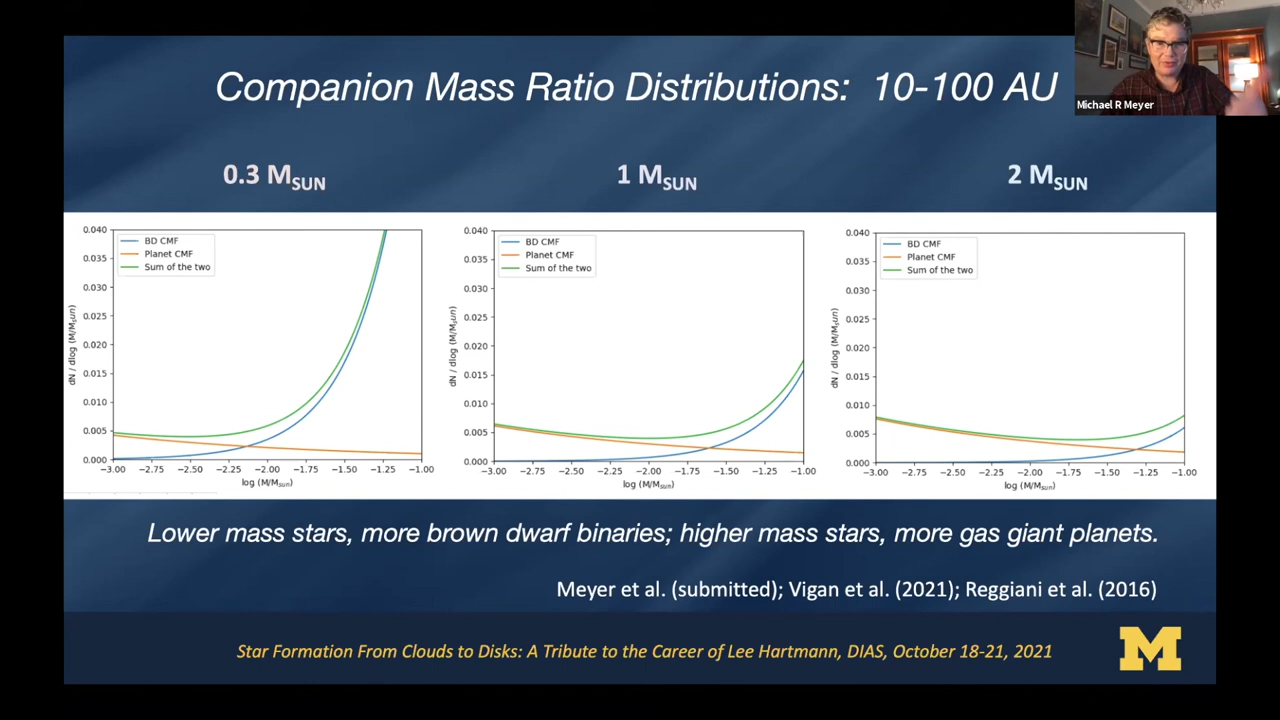 Companion Mass Ratio Distributions: 10-100 AU
Michael R Meyer
0.3 MSUN
1 MSUN
2 MSUN
0.040
0.035
0.030
0.025
0.020
0.015
0.010
0.005
0.000
dN / dlog (M/M_sun)
BD CMF
Planet CMF
Sum of the two
−3.00 −2.75 −2.50 −2.25 −2.00 −1.75 −1.50 −1.25 −1.00
log (M/M_sun)
0.040
0.035
0.030
0.025
0.020
0.015
0.010
0.005
0.000
dN / dlog (M/M_sun)
BD CMF
Planet CMF
Sum of the two
−3.00 −2.75 −2.50 −2.25 −2.00 −1.75 −1.50 −1.25 −1.00
log (M/M_sun)
0.040
0.035
0.030
0.025
0.020
0.015
0.010
0.005
0.000
dN / dlog (M/M_sun)
BD CMF
Planet CMF
Sum of the two
−3.00 −2.75 −2.50 −2.25 −2.00 −1.75 −1.50 −1.25 −1.00
log (M/M_sun)
Lower mass stars, more brown dwarf binaries; higher mass stars, more gas giant planets.
Meyer et al. (submitted); Vigan et al. (2021); Reggiani et al. (2016)
Star Formation From Clouds to Disks: A Tribute to the Career of Lee Hartmann, DIAS, October 18-21, 2021
M